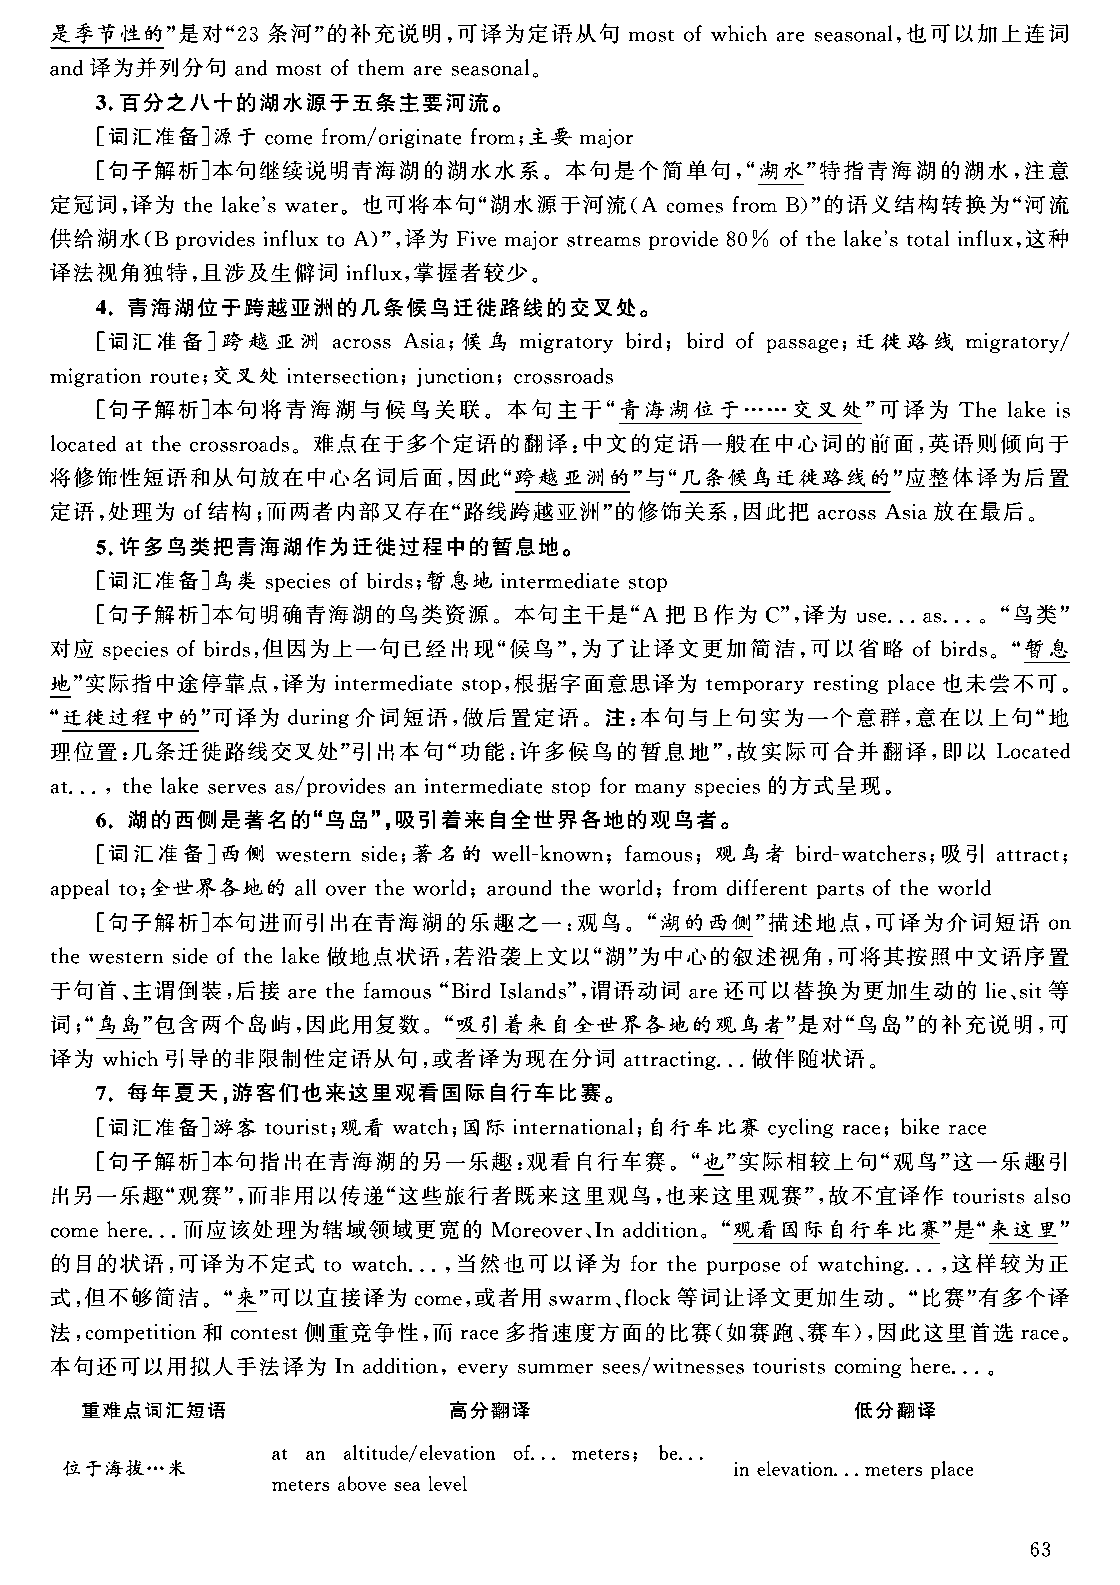 是季节性的”是对“23 条河”的补充说明,可译为定语从句 most of which are seasonal,也可以加上连词
and 译为并列分句 and most of them are seasonal。
3. 百分之八十的湖水源于五条主要河流。
[词汇准备]源于 come from/originate from;主要 major
[句子解析]本句继续说明青海湖的湖水水系。本句是个简单句,“湖水”特指青海湖的湖水,注意
定冠词,译为 the lake's water。也可将本句“湖水源于河流(A comes from B)”的语义结构转换为“河流
供给湖水(B provides influx to A)”,译为 Five major streams provide 80% of the lake's total influx,这种
译法视角独特,且涉及生僻词 influx,掌握者较少。
4. 青海湖位于跨越亚洲的几条候鸟迁徙路线的交叉处。
[词汇准备]跨越亚洲 across Asia;候鸟 migratory bird; bird of passage;迁徙路线 migratory/
migration route;交叉处 intersection; junction; crossroads
[句子解析]本句将青海湖与候鸟关联。本句主干“青海湖位于……交叉处”可译为 The lake is
located at the crossroads。难点在于多个定语的翻译:中文的定语一般在中心词的前面,英语则倾向于
将修饰性短语和从句放在中心名词后面,因此“跨越亚洲的”与“几条候鸟迁徙路线的”应整体译为后置
定语,处理为 of 结构;而两者内部又存在“路线跨越亚洲”的修饰关系,因此把 across Asia 放在最后。
5. 许多鸟类把青海湖作为迁徙过程中的暂息地。
[词汇准备]鸟类 species of birds;暂息地 intermediate stop
[句子解析]本句明确青海湖的鸟类资源。本句主干是“A 把 B 作为 C”,译为 use...as...。“鸟类”
对应 species of birds,但因为上一句已经出现“候鸟”,为了让译文更加简洁,可以省略 of birds。“暂息
地”实际指中途停靠点,译为 intermediate stop,根据字面意思译为 temporary resting place 也未尝不可。
“迁徙过程中的”可译为 during 介词短语,做后置定语。注:本句与上句实为一个意群,意在以上句“地
理位置:几条迁徙路线交叉处”引出本句“功能:许多候鸟的暂息地”,故实际可合并翻译,即以 Located
at..., the lake serves as/provides an intermediate stop for many species 的方式呈现。
6. 湖的西侧是著名的“鸟岛”,吸引着来自全世界各地的观鸟者。
[词汇准备]西侧 western side;著名的 well-known; famous; 观鸟者 bird-watchers;吸引 attract;
appeal to;全世界各地的 all over the world; around the world; from different parts of the world
[句子解析]本句进而引出在青海湖的乐趣之一:观鸟。“湖的西侧”描述地点,可译为介词短语 on
the western side of the lake 做地点状语,若沿袭上文以“湖”为中心的叙述视角,可将其按照中文语序置
于句首、主谓倒装,后接 are the famous “Bird Islands”,谓语动词 are 还可以替换为更加生动的 lie、sit 等
词;“鸟岛”包含两个岛屿,因此用复数。“吸引着来自全世界各地的观鸟者”是对“鸟岛”的补充说明,可
译为 which 引导的非限制性定语从句,或者译为现在分词 attracting...做伴随状语。
7. 每年夏天,游客们也来这里观看国际自行车比赛。
[词汇准备]游客 tourist;观看 watch;国际 international;自行车比赛 cycling race; bike race
[句子解析]本句指出在青海湖的另一乐趣:观看自行车赛。“也”实际相较上句“观鸟”这一乐趣引
出另一乐趣“观赛”,而非用以传递“这些旅行者既来这里观鸟,也来这里观赛”,故不宜译作 tourists also
come here...而应该处理为辖域领域更宽的 Moreover、In addition。“观看国际自行车比赛”是“来这里”
的目的状语,可译为不定式 to watch...,当然也可以译为 for the purpose of watching...,这样较为正
式,但不够简洁。“来”可以直接译为 come,或者用 swarm、flock 等词让译文更加生动。“比赛”有多个译
法,competition 和 contest 侧重竞争性,而 race 多指速度方面的比赛(如赛跑、赛车),因此这里首选 race。
本句还可以用拟人手法译为 In addition, every summer sees/witnesses tourists coming here...。
重难点词汇短语 高分翻译 低分翻译
位于海拔…米 at an altitude/elevation of... meters; be... in elevation...meters place
meters above sea level
63